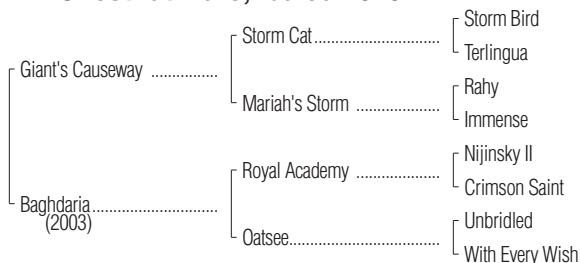 Storm Bird
Storm Cat....................
Terlingua
Giant's Causeway ................
Rahy
Mariah's Storm ....................
Immense
Nijinsky II
Royal Academy ....................
Crimson Saint
Baghdaria..............................
(2003)
Unbridled
Oatsee........................
With Every Wish